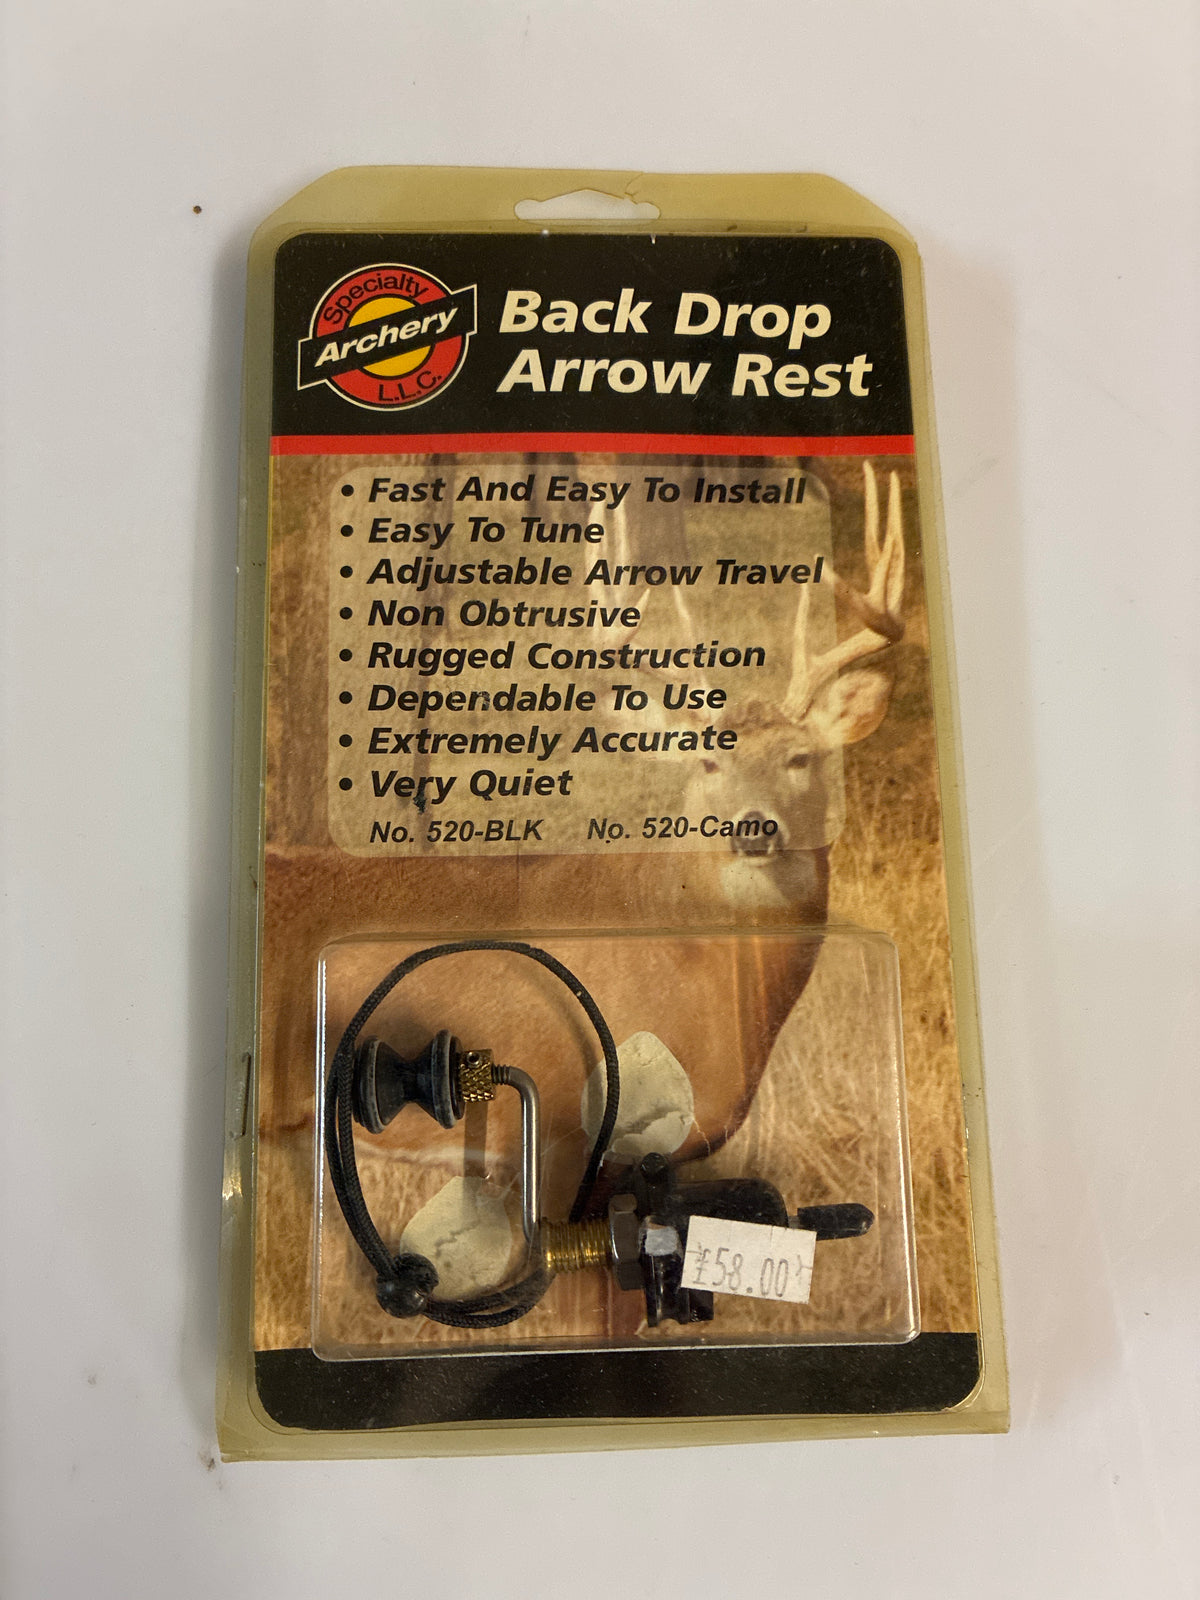 Specialty
Archery
L.L.C.
Back Drop
Arrow Rest
• Fast And Easy To Install
• Easy To Tune
• Adjustable Arrow Travel
• Non Obtrusive
• Rugged Construction
• Dependable To Use
• Extremely Accurate
• Very Quiet
No. 520-BLK No. 520-Camo
£58.00